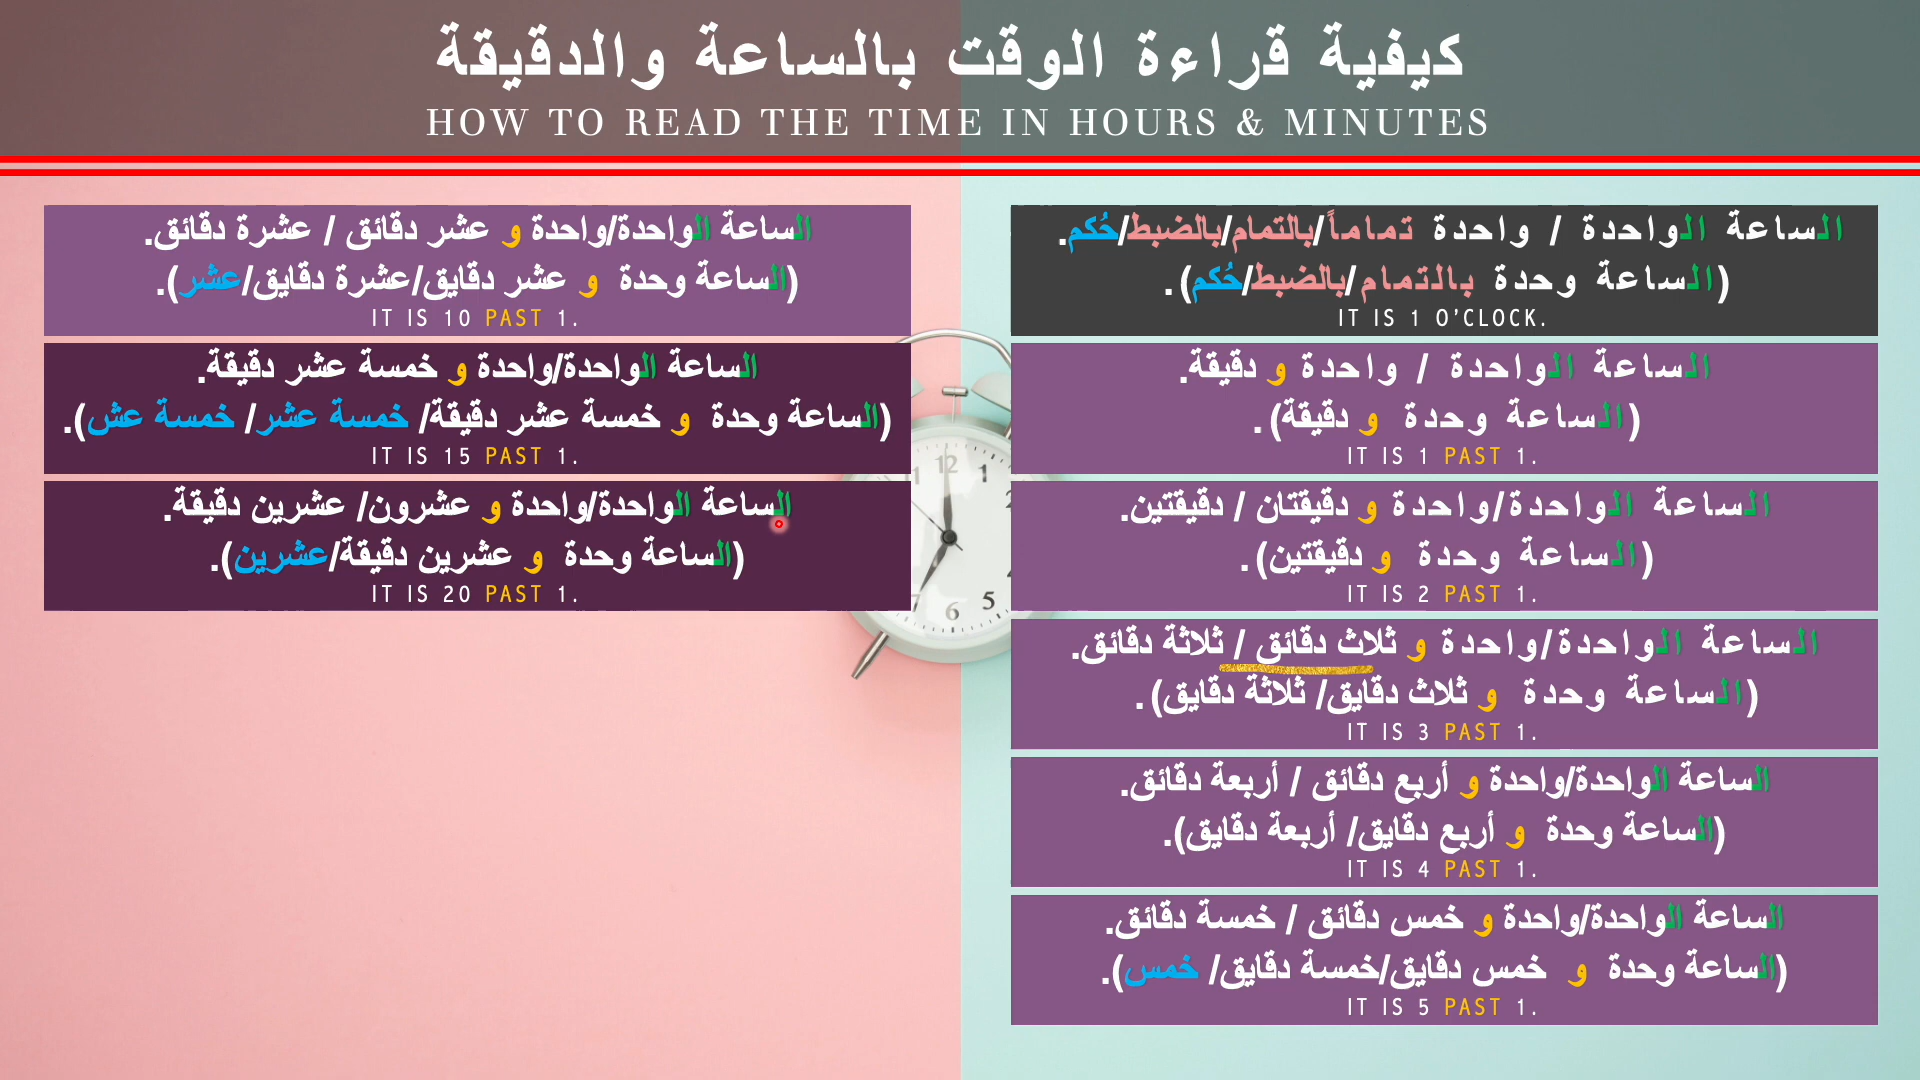 كيفية قراءة الوقت بالساعة والدقيقة
HOW TO READ THE TIME IN HOURS & MINUTES
الساعة الواحدة / واحدة تماماً/بالتمام/بالضبط/حُكم.
(الساعة وحدة بالتمام/بالضبط/حُكم).
IT IS 1 O'CLOCK.
الساعة الواحدة / واحدة و دقيقة.
(الساعة وحدة و دقيقة).
IT IS 1 PAST 1.
الساعة الواحدة/واحدة و دقيقتان / دقيقتين.
(الساعة وحدة و دقيقتين).
IT IS 2 PAST 1.
الساعة الواحدة/واحدة و ثلاث دقائق / ثلاثة دقائق.
(الساعة وحدة و ثلاث دقايق/ ثلاثة دقايق).
IT IS 3 PAST 1.
الساعة الواحدة/واحدة و أربع دقائق / أربعة دقائق.
(الساعة وحدة و أربع دقايق/ أربعة دقايق).
IT IS 4 PAST 1.
الساعة الواحدة/واحدة و خمس دقائق / خمسة دقائق.
(الساعة وحدة و خمس دقايق/خمسة دقايق/ خمس).
IT IS 5 PAST 1.
الساعة الواحدة/واحدة و عشر دقائق / عشرة دقائق.
(الساعة وحدة و عشر دقايق/عشرة دقايق/عشر).
IT IS 10 PAST 1.
الساعة الواحدة/واحدة و خمسة عشر دقيقة.
(الساعة وحدة و خمسة عشر دقيقة/ خمسة عشر/ خمسة عش).
IT IS 15 PAST 1.
الساعة الواحدة/واحدة و عشرون/ عشرين دقيقة.
(الساعة وحدة و عشرين دقيقة/عشرين).
IT IS 20 PAST 1.
12
1
5
6
7